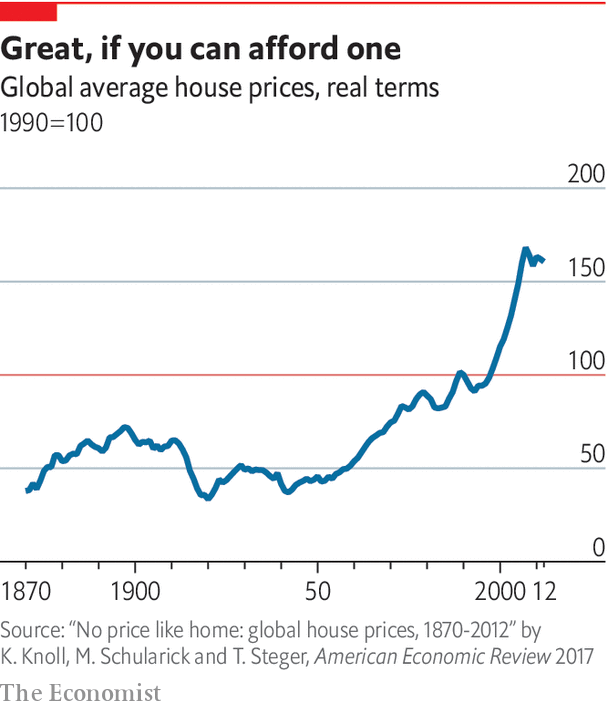 Great, if you can afford one
Global average house prices, real terms
1990=100
200
150
100
50
0
1870 1900 50 2000 12
Source: “No price like home: global house prices, 1870-2012” by
K. Knoll, M. Schularick and T. Steger, American Economic Review 2017
The Economist